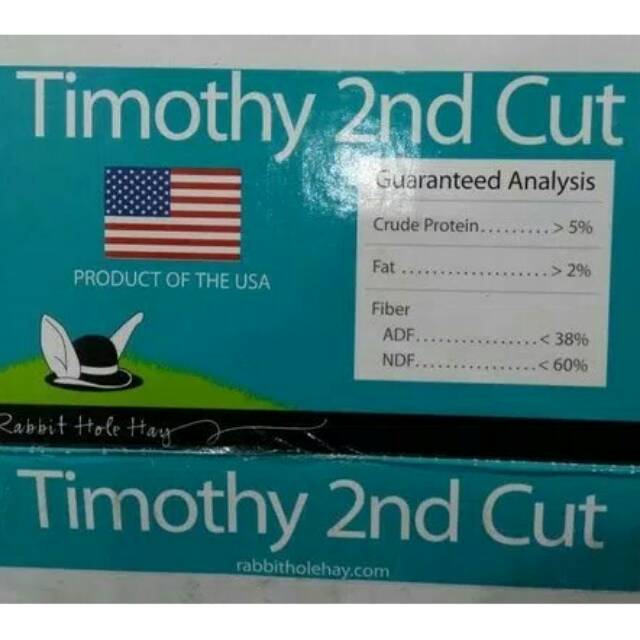 Timothy 2nd Cut
PRODUCT OF THE USA
Guaranteed Analysis
Crude Protein.........> 5%
Fat ....................> 2%
Fiber
ADF.................< 38%
NDF.................< 60%
Rabbit Hole Hay
Timothy 2nd Cut
rabbitholehay.com